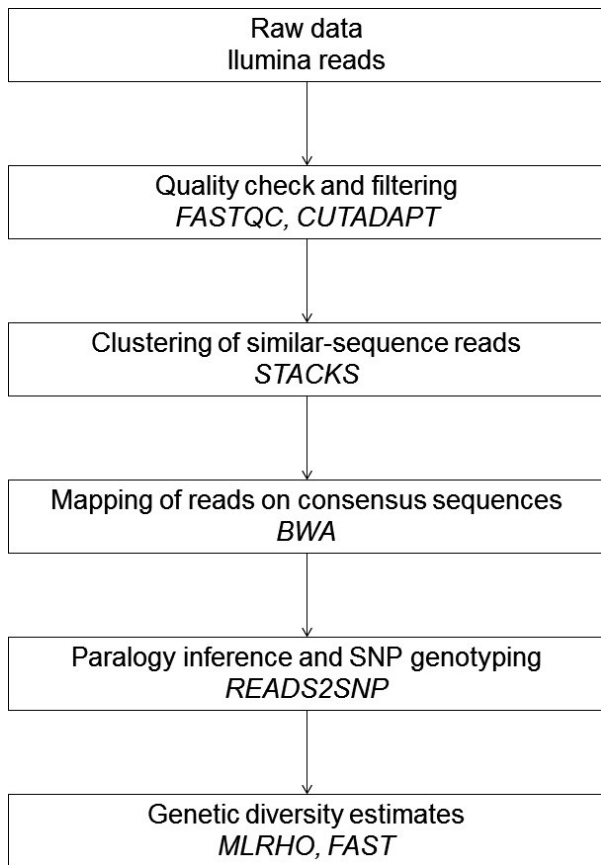 Raw data
Ilumina reads
Quality check and filtering
FASTQC, CUTADAPT
Clustering of similar-sequence reads
STACKS
Mapping of reads on consensus sequences
BWA
Paralogy inference and SNP genotyping
READS2SNP
Genetic diversity estimates
MLRHO, FAST